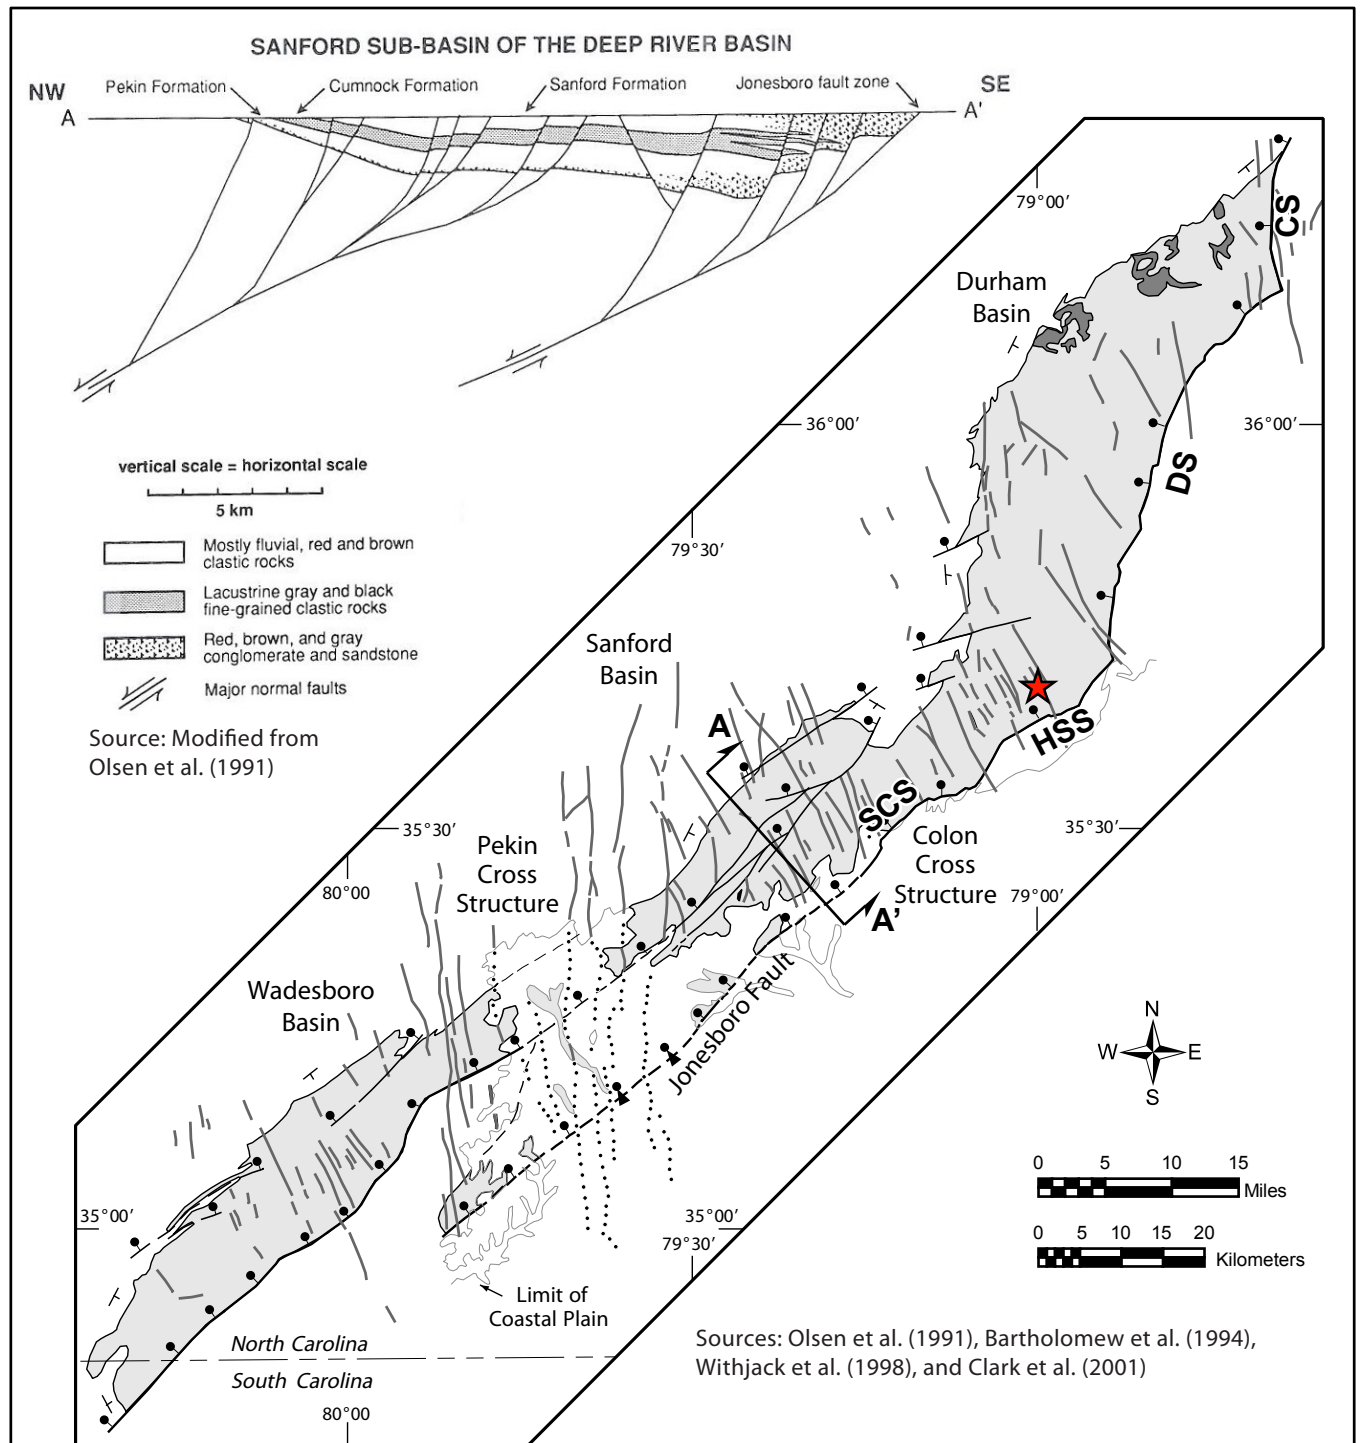 SANFORD SUB-BASIN OF THE DEEP RIVER BASIN
NW
Pekin Formation
Cumnock Formation
Sanford Formation
Jonesboro fault zone
SE
A
A'
vertical scale = horizontal scale
5 km
Mostly fluvial, red and brown
clastic rocks
Lacustrine gray and black
fine-grained clastic rocks
Red, brown, and gray
conglomerate and sandstone
Major normal faults
Source: Modified from
Olsen et al. (1991)
79°00'
CS
Durham
Basin
36°00'
36°00'
DS
79°30'
Sanford
Basin
A
HSS
SCS
35°30'
35°30'
Pekin
Cross
Structure
Colon
Cross
Structure
80°00
79°00'
A'
Wadesboro
Basin
Jonesboro Fault
N
W
E
S
0 5 10 15
Miles
35°00'
35°00'
79°30'
0 5 10 15 20
Kilometers
Limit of
Coastal Plain
North Carolina
South Carolina
Sources: Olsen et al. (1991), Bartholomew et al. (1994),
Withjack et al. (1998), and Clark et al. (2001)
80°00